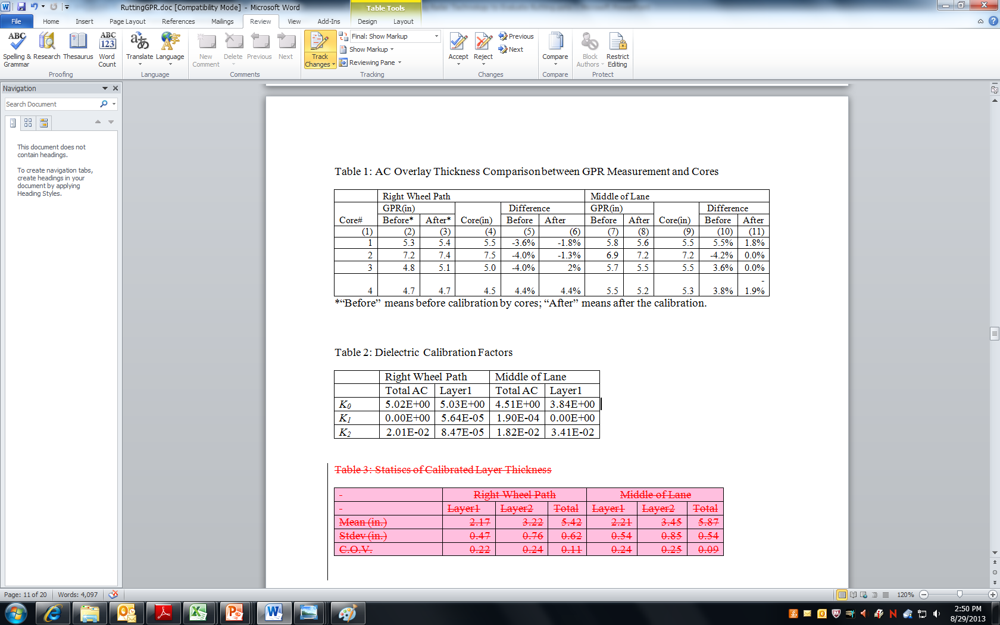 RuttingGPR.doc [Compatibility Mode] - Microsoft Word
Table Tools
File Home Insert Page Layout References Mailings Review View Add-Ins Design Layout
ABC Spelling & Grammar
Research
Thesaurus
ABC 123 Word Count
Proofing
Translate
Language
Language
New Comment
Delete
Previous
Next
Comments
Track Changes
Final: Show Markup
Show Markup
Reviewing Pane
Tracking
Accept
Reject
Previous
Next
Changes
Compare
Compare
Block Authors
Restrict Editing
Protect
Navigation
Search Document
This document does not
contain headings.
To create navigation tabs,
create headings in your
document by applying
Heading Styles.
Table 1: AC Overlay Thickness Comparison between GPR Measurement and Cores
Right Wheel Path Middle of Lane
GPR(in) Difference GPR(in) Difference
Core# Before* After* Core(in) Before After Before After Core(in) Before After
(1) (2) (3) (4) (5) (6) (7) (8) (9) (10) (11)
1 5.3 5.4 5.5 -3.6% -1.8% 5.8 5.6 5.5 5.5% 1.8%
2 7.2 7.4 7.5 -4.0% -1.3% 6.9 7.2 7.2 -4.2% 0.0%
3 4.8 5.1 5.0 -4.0% 2% 5.7 5.5 5.5 3.6% 0.0%
-
4 4.7 4.7 4.5 4.4% 4.4% 5.5 5.2 5.3 3.8% 1.9%
*“Before” means before calibration by cores; “After” means after the calibration.
Table 2: Dielectric Calibration Factors
Right Wheel Path Middle of Lane
Total AC Layer1 Total AC Layer1
K0 5.02E+00 5.03E+00 4.51E+00 3.84E+00
K1 0.00E+00 5.64E-05 1.90E-04 0.00E+00
K2 2.01E-02 8.47E-05 1.82E-02 3.41E-02
Table 3: Statiscs of Calibrated Layer Thickness
- Right Wheel Path Middle of Lane
- Layer1 Layer2 Total Layer1 Layer2 Total
Mean (in.) 2.17 3.22 5.42 2.21 3.45 5.87
Stdev (in.) 0.47 0.76 0.62 0.54 0.85 0.54
C.O.V. 0.22 0.24 0.11 0.24 0.25 0.09
Page: 11 of 20 Words: 4,097 120%
2:50 PM
8/29/2013